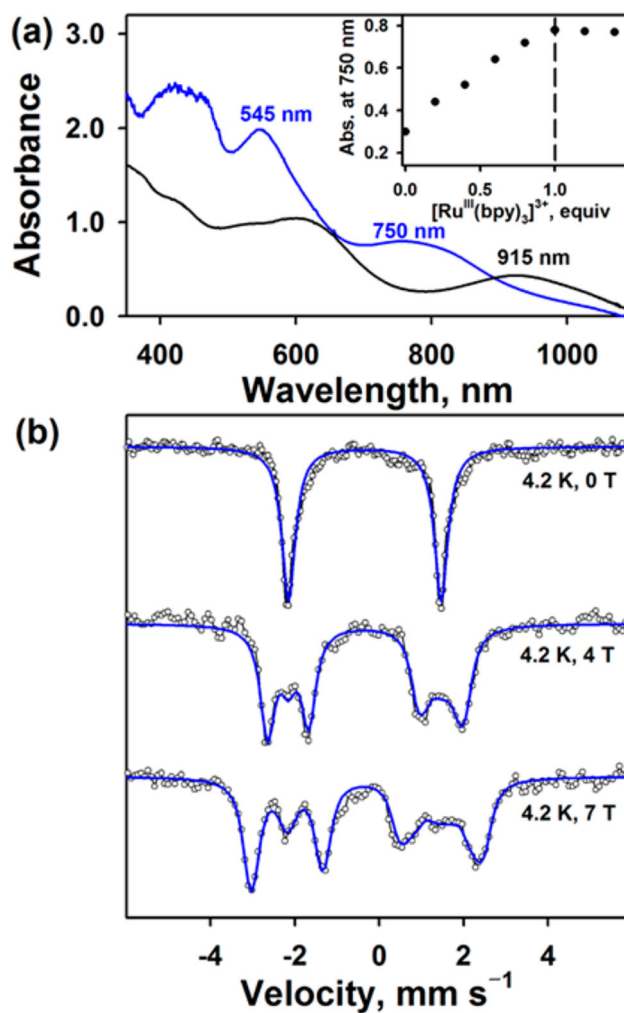 (a)
3.0
2.0
1.0
0.0
Absorbance
545 nm
750 nm
915 nm
400 600 800 1000
Wavelength, nm
0.8
0.6
0.4
0.2
Abs. at 750 nm
0.0 0.5 1.0
[Ru^III(bpy)₃]³⁺, equiv
(b)
4.2 K, 0 T
4.2 K, 4 T
4.2 K, 7 T
-4 -2 0 2 4
Velocity, mm s⁻¹